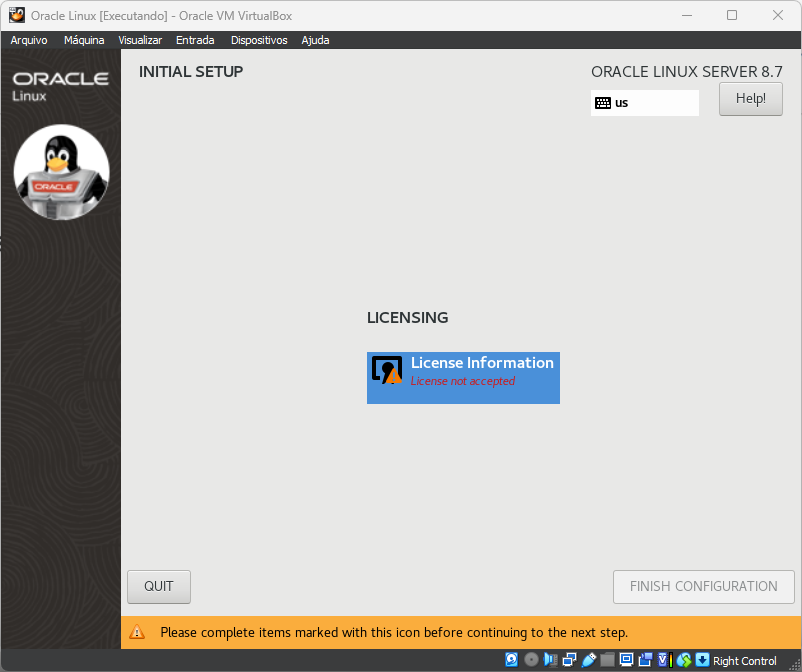 Oracle Linux [Executando] - Oracle VM VirtualBox
Arquivo Máquina Visualizar Entrada Dispositivos Ajuda
ORACLE
Linux
ORACLE
INITIAL SETUP
ORACLE LINUX SERVER 8.7
us
Help!
LICENSING
License Information
License not accepted
QUIT
FINISH CONFIGURATION
Please complete items marked with this icon before continuing to the next step.
Right Control